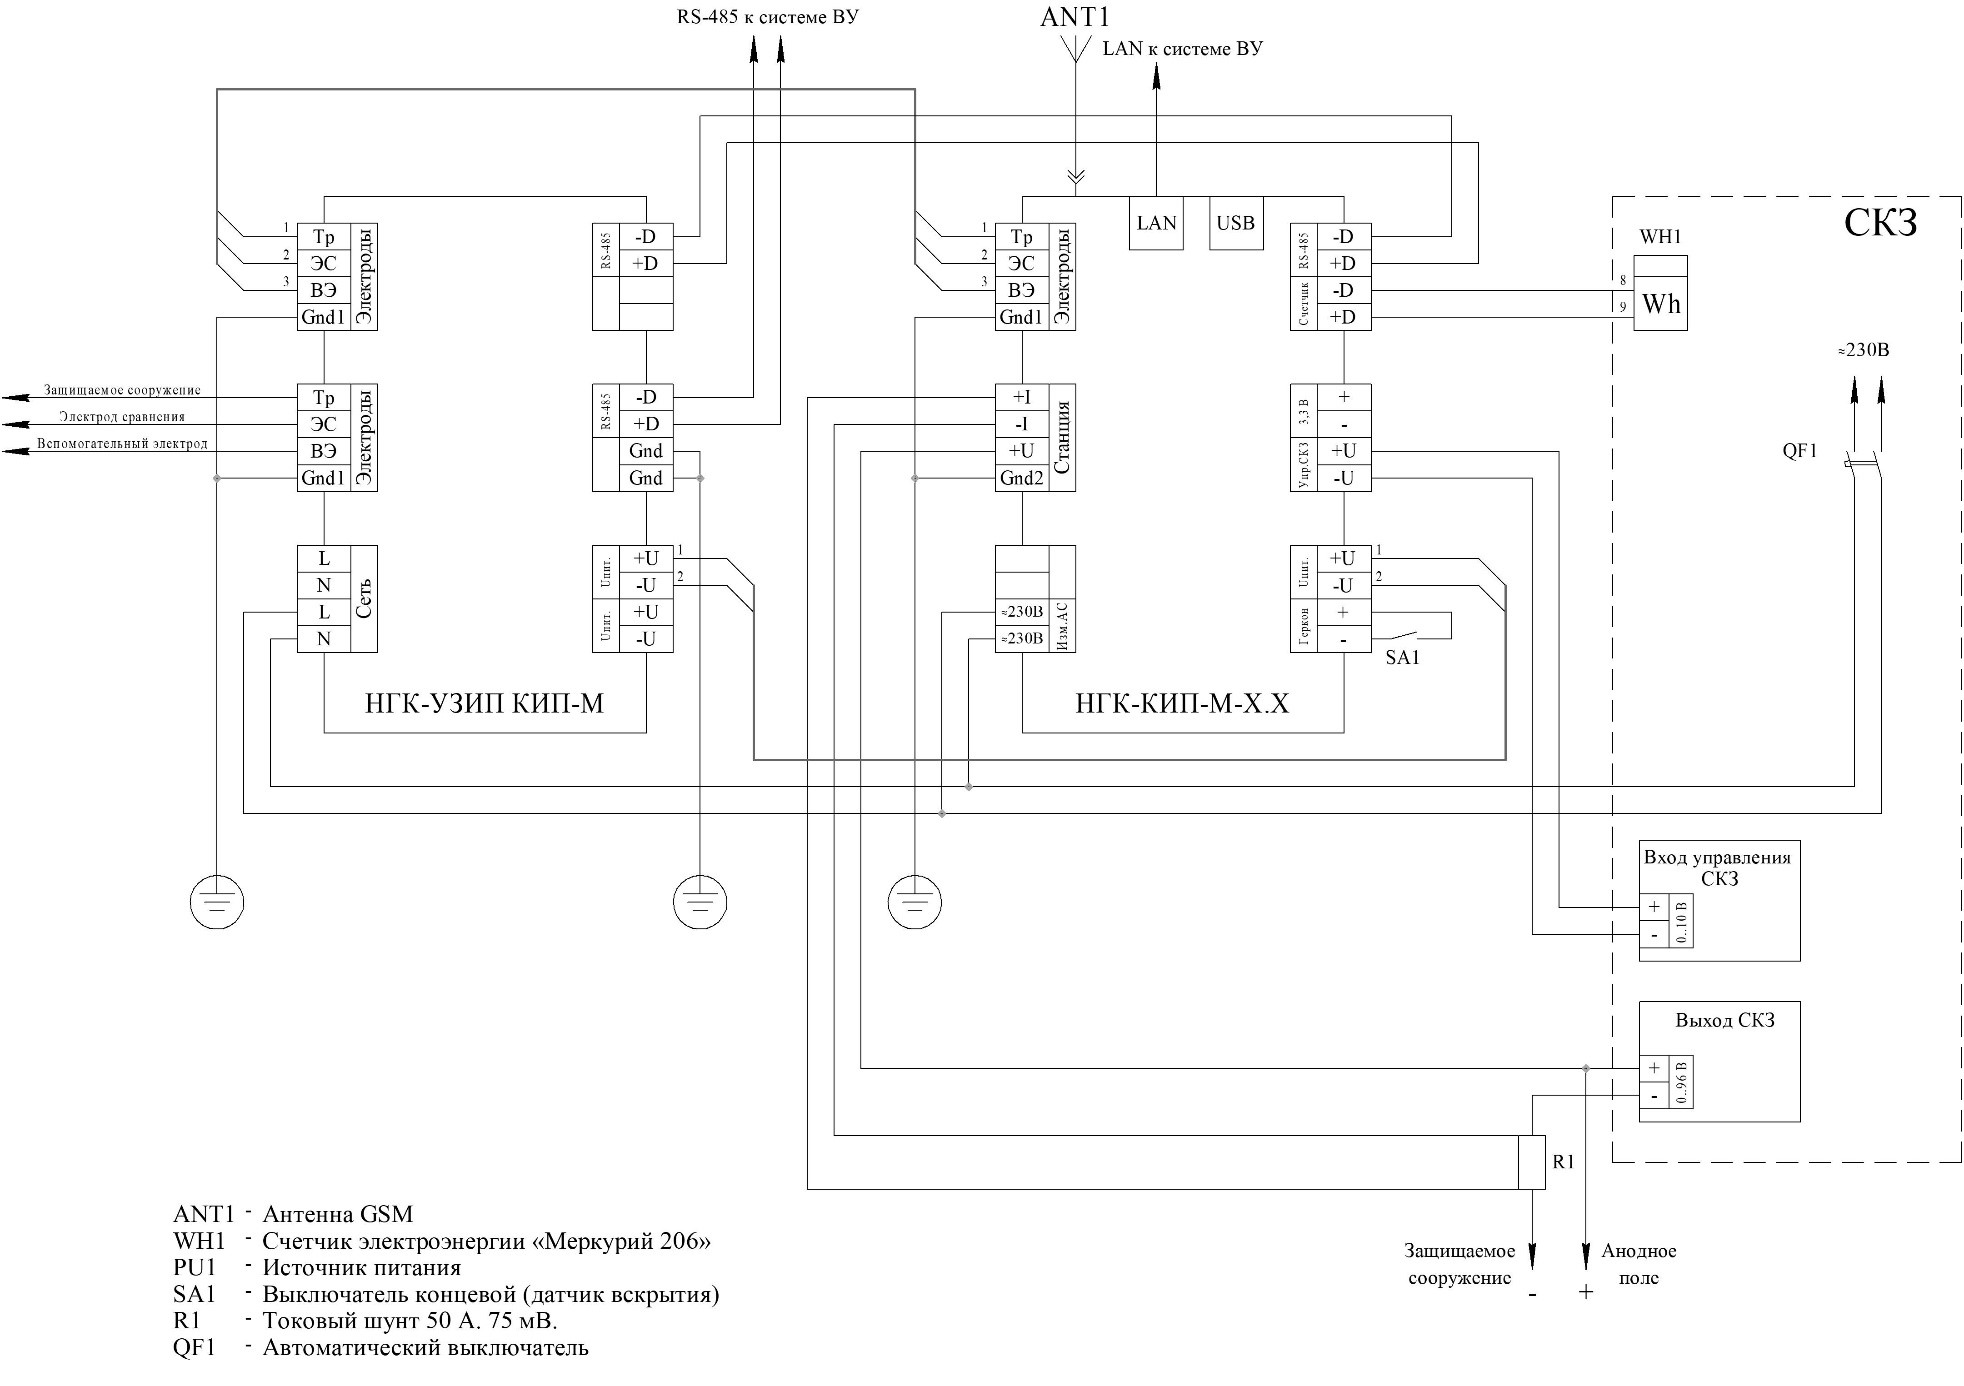 RS-485 к системе ВУ
ANT1
LAN к системе ВУ
1
2
3
Тр
ЭС
ВЭ
Gnd1
Электроды
RS-485
-D
+D
1
2
3
Тр
ЭС
ВЭ
Gnd1
Электроды
LAN
USB
RS-485
Счетчик
-D
+D
-D
+D
СКЗ
WH1
8
9
Wh
≈230В
QF1
Защищаемое сооружение
Электрод сравнения
Вспомогательный электрод
Тр
ЭС
ВЭ
Gnd1
Электроды
RS-485
-D
+D
Gnd
Gnd
+I
-I
+U
Gnd2
Станция
3,3 В
Упр.СКЗ
+
-
+U
-U
L
N
L
N
Сеть
Uпит.
Uпит.
+U
-U
+U
-U
1
2
≈230В
≈230В
Изм.АС
Uпит.
Геркон
+U
-U
+
-
1
2
SA1
НГК-УЗИП КИП-М
НГК-КИП-М-Х.Х
Вход управления
СКЗ
+
-
0..10 В
Выход СКЗ
+
-
0..96 В
R1
Защищаемое
сооружение
-
Анодное
поле
+
ANT1 - Антенна GSM
WH1 - Счетчик электроэнергии «Меркурий 206»
PU1 - Источник питания
SA1 - Выключатель концевой (датчик вскрытия)
R1 - Токовый шунт 50 А. 75 мВ.
QF1 - Автоматический выключатель